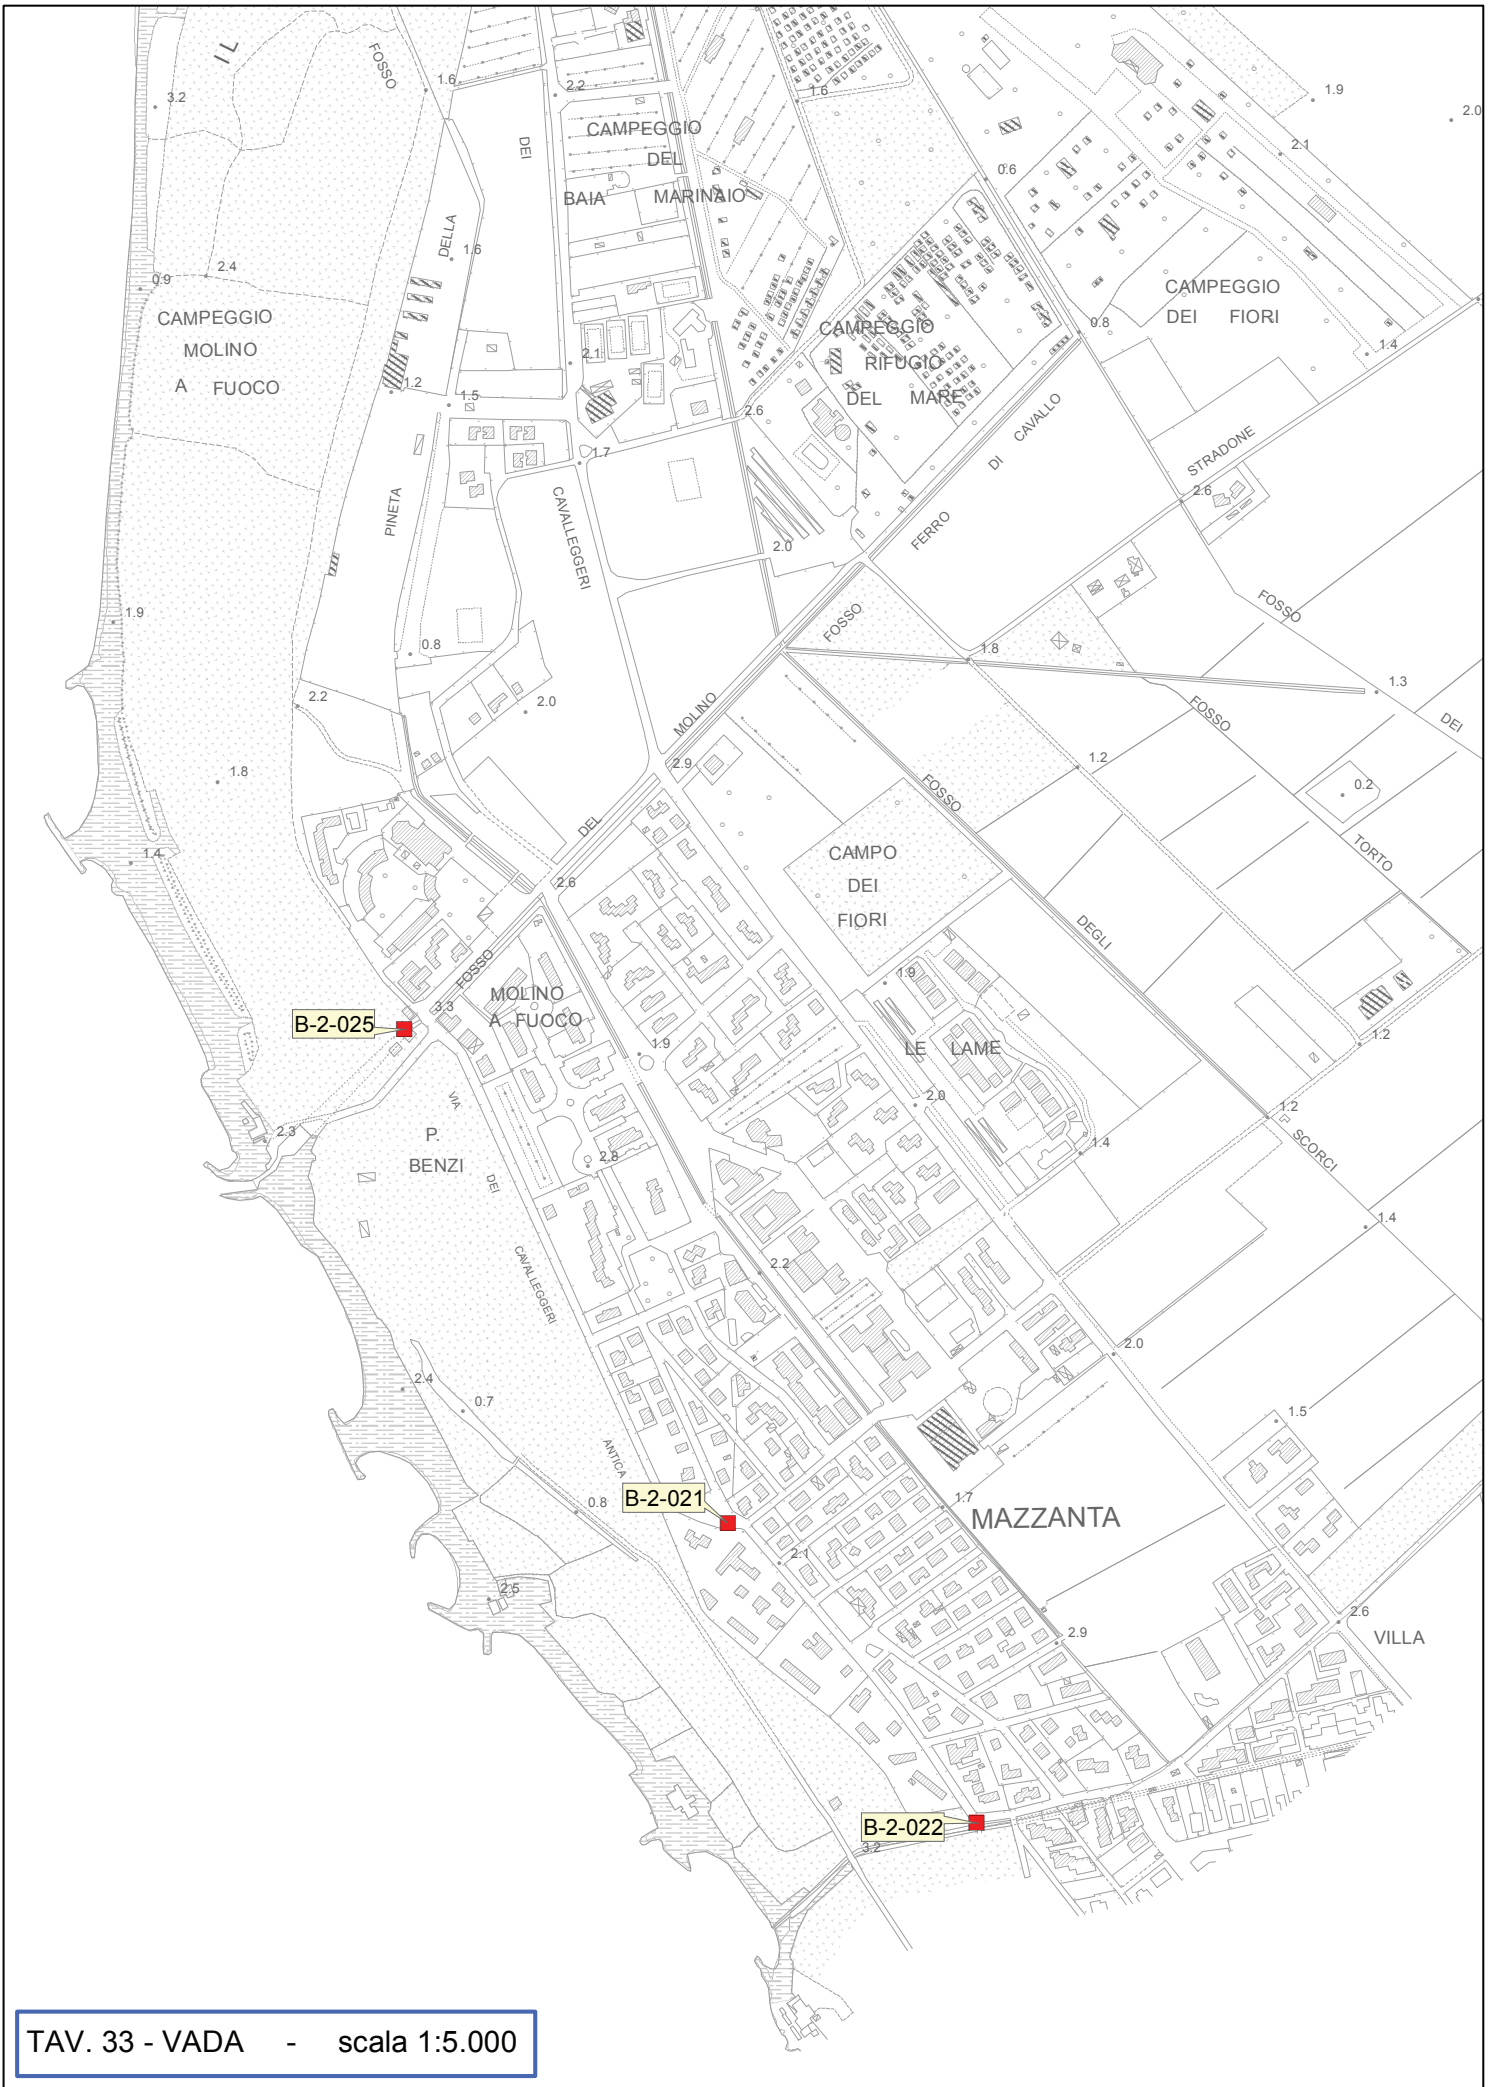 IL
FOSSO
1.6
3.2
2.2
1.6
1.9
2.0
DEI
CAMPEGGIO
DEL
BAIA MARINAIO
2.1
0.6
DELLA
1.6
2.4
0.9
CAMPEGGIO
MOLINO
A FUOCO
CAMPEGGIO
DEI FIORI
0.8
1.4
CAMPEGGIO
RIFUGIO
DEL MARE
2.1
1.2
1.5
2.6
1.7
CAVALLO
DI
FERRO
STRADONE
2.6
PINETA
CAVALLEGGERI
2.0
FOSSO
1.9
0.8
1.8
FOSSO
1.3
DEI
2.2
2.0
MOLINO
FOSSO
1.8
2.9
1.2
0.2
FOSSO
DEL
TORTO
1.4
2.6
CAMPO
DEI
FIORI
DEGLI
FOSSO
1.9
MOLINO
A FUOCO
3.3
B-2-025
1.9
LE LAME
1.2
2.0
1.2
SCORCI
VIA
2.3
P.
BENZI
1.4
2.8
DEI
1.4
CAVALLEGGERI
2.2
2.0
2.4
0.7
ANTICA
1.5
0.8
B-2-021
1.7
MAZZANTA
2.1
2.5
2.6
2.9
VILLA
B-2-022
3.2
TAV. 33 - VADA - scala 1:5.000